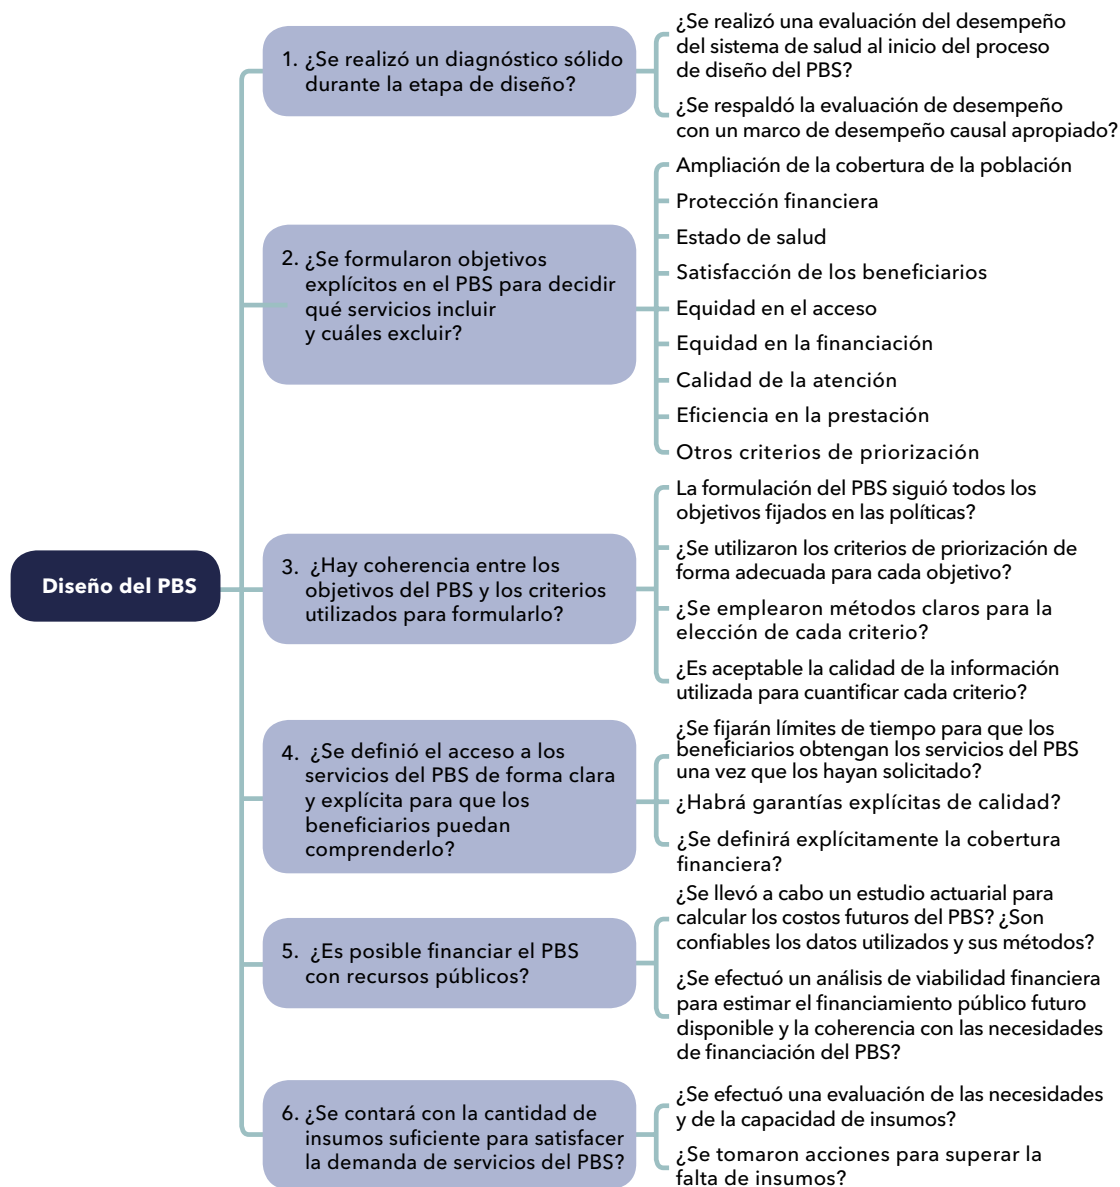 Diseño del PBS
1. ¿Se realizó un diagnóstico sólido
durante la etapa de diseño?
¿Se realizó una evaluación del desempeño
del sistema de salud al inicio del proceso
de diseño del PBS?
¿Se respaldó la evaluación de desempeño
con un marco de desempeño causal apropiado?
2. ¿Se formularon objetivos
explícitos en el PBS para decidir
qué servicios incluir
y cuáles excluir?
Ampliación de la cobertura de la población
Protección financiera
Estado de salud
Satisfacción de los beneficiarios
Equidad en el acceso
Equidad en la financiación
Calidad de la atención
Eficiencia en la prestación
Otros criterios de priorización
3. ¿Hay coherencia entre los
objetivos del PBS y los criterios
utilizados para formularlo?
La formulación del PBS siguió todos los
objetivos fijados en las políticas?
¿Se utilizaron los criterios de priorización de
forma adecuada para cada objetivo?
¿Se emplearon métodos claros para la
elección de cada criterio?
¿Es aceptable la calidad de la información
utilizada para cuantificar cada criterio?
4. ¿Se definió el acceso a los
servicios del PBS de forma clara
y explícita para que los
beneficiarios puedan
comprenderlo?
¿Se fijarán límites de tiempo para que los
beneficiarios obtengan los servicios del PBS
una vez que los hayan solicitado?
¿Habrá garantías explícitas de calidad?
¿Se definirá explícitamente la cobertura
financiera?
5. ¿Es posible financiar el PBS
con recursos públicos?
¿Se llevó a cabo un estudio actuarial para
calcular los costos futuros del PBS? ¿Son
confiables los datos utilizados y sus métodos?
¿Se efectuó un análisis de viabilidad financiera
para estimar el financiamiento público futuro
disponible y la coherencia con las necesidades
de financiación del PBS?
6. ¿Se contará con la cantidad de
insumos suficiente para satisfacer
la demanda de servicios del PBS?
¿Se efectuó una evaluación de las necesidades
y de la capacidad de insumos?
¿Se tomaron acciones para superar la
falta de insumos?